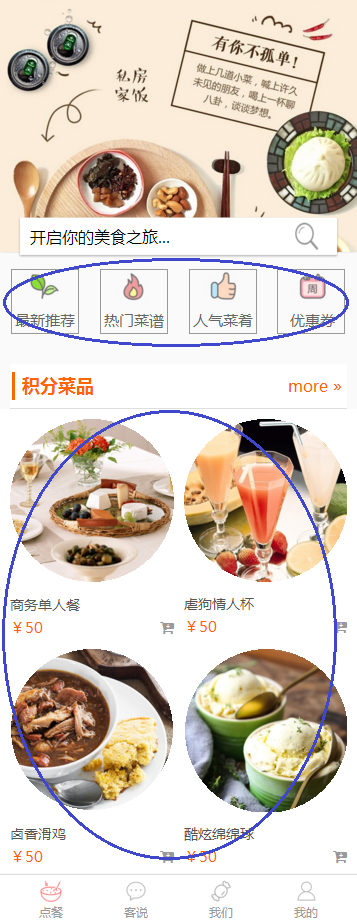 有你不孤单!
做上几道小菜,喊上许久
未见的朋友,喝上一杯聊
八卦,谈谈梦想。
私房
家饭
开启你的美食之旅...
周
最新推荐 热门菜谱 人气菜肴 优惠券
积分菜品 more »
商务单人餐 虐狗情人杯
￥50 ￥50
卤香滑鸡 酷炫绵绵球
￥50 ￥50
点餐 客说 我们 我的